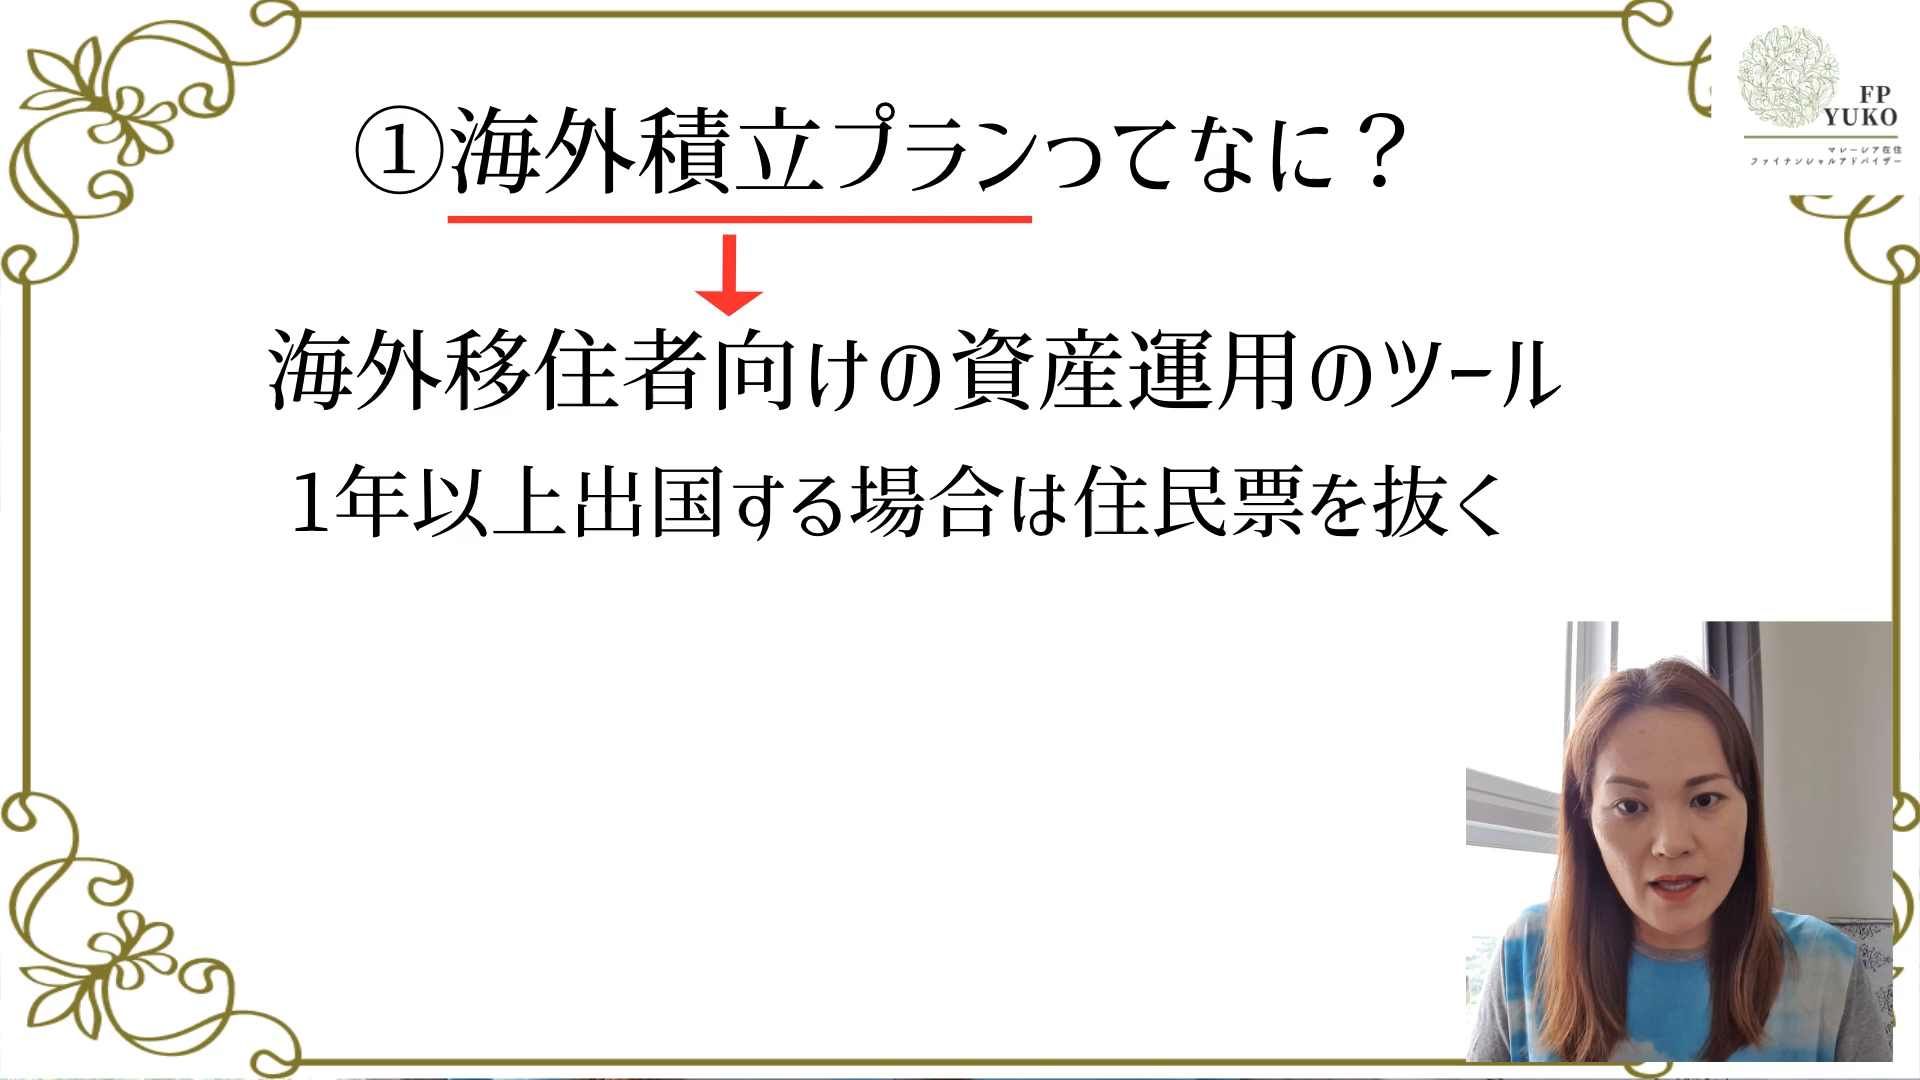 ①海外積立プランってなに？
海外移住者向けの資産運用のツール
1年以上出国する場合は住民票を抜く
FP
YUKO
マレーシア在住
ファイナンシャルアドバイザー